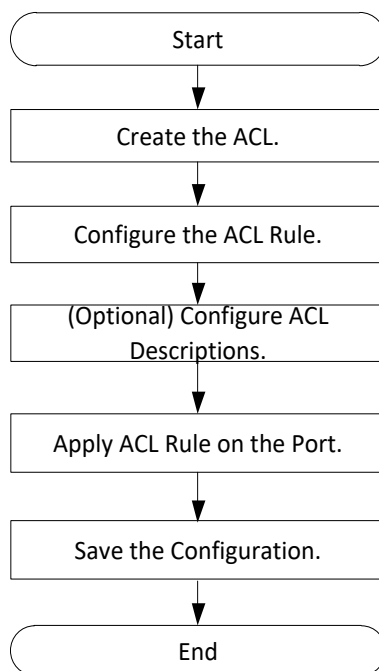 Start
Create the ACL.
Configure the ACL Rule.
(Optional) Configure ACL
Descriptions.
Apply ACL Rule on the Port.
Save the Configuration.
End